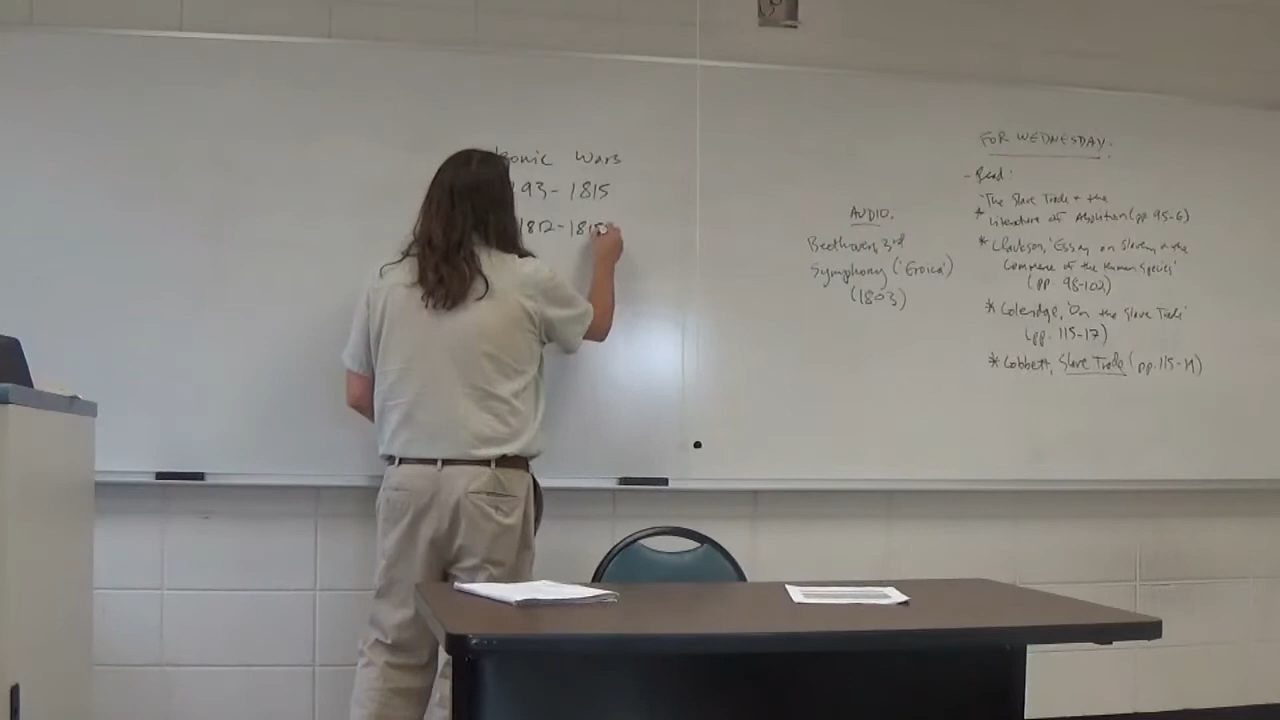 Wars
93 - 1815
1812 - 181
AUDIO.
Beethoven, 3rd
Symphony ('Eroica')
(1803)
FOR WEDNESDAY:
- Read:
"The Slave Trade + the
* Literature of Abolition (pp. 95-6)
* Clarkson, 'Essay on Slavery + the
Commerce of the Human Species'
(pp 98-102)
* Coleridge, 'On the Slave Trade'
(pp. 115-17)
* Cobbett, Slave Trade (pp.